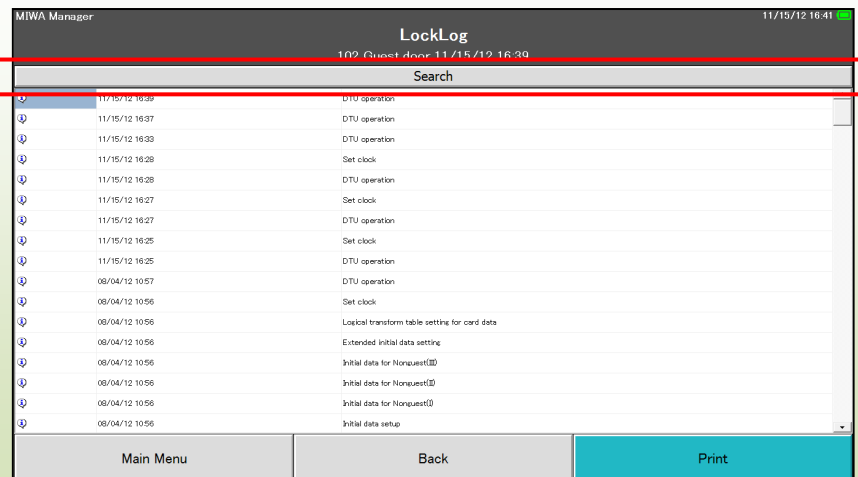 MIWA Manager 11/15/12 16:41
LockLog
102 Guest door 11/15/12 16:39
Search
11/15/12 16:39 DTU operation
11/15/12 16:37 DTU operation
11/15/12 16:33 DTU operation
11/15/12 16:28 Set clock
11/15/12 16:28 DTU operation
11/15/12 16:27 Set clock
11/15/12 16:27 DTU operation
11/15/12 16:25 Set clock
11/15/12 16:25 DTU operation
08/04/12 10:57 DTU operation
08/04/12 10:56 Set clock
08/04/12 10:56 Logical transform table setting for card data
08/04/12 10:56 Extended initial data setting
08/04/12 10:56 Initial data for Nonguest(Ⅲ)
08/04/12 10:56 Initial data for Nonguest(Ⅱ)
08/04/12 10:56 Initial data for Nonguest(Ⅰ)
08/04/12 10:56 Initial data setup
Main Menu Back Print